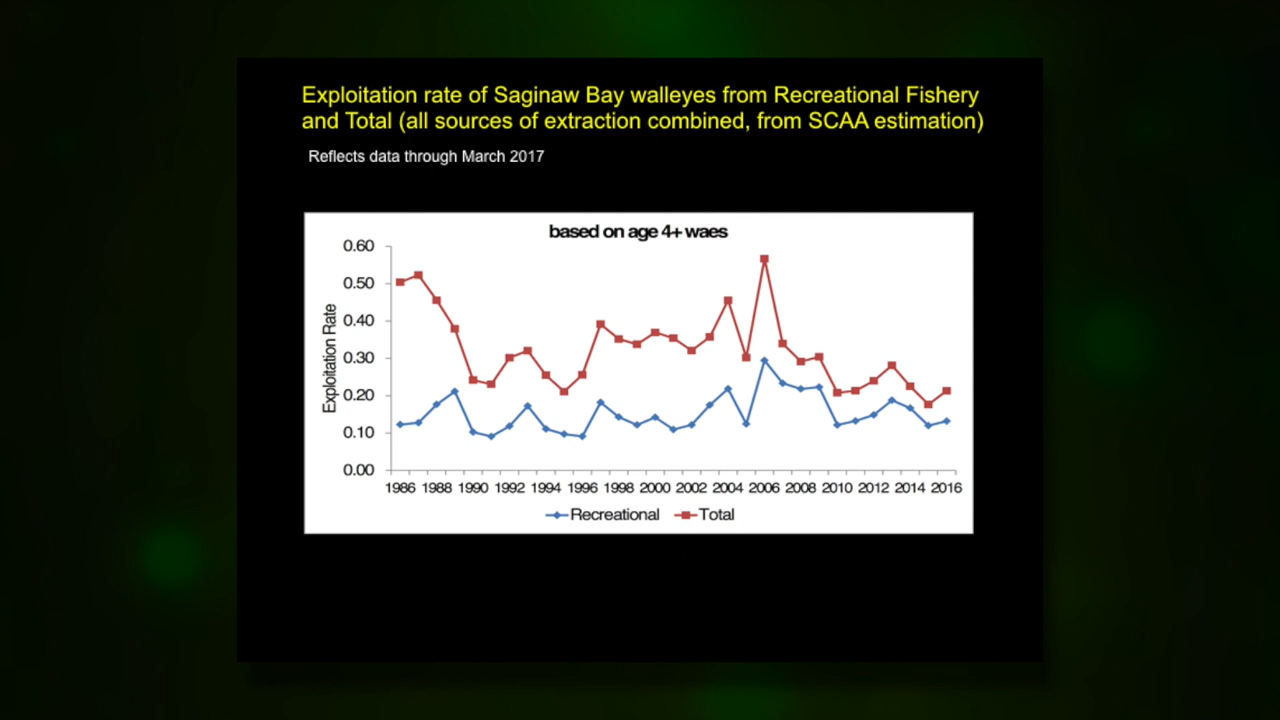 Exploitation rate of Saginaw Bay walleyes from Recreational Fishery
and Total (all sources of extraction combined, from SCAA estimation)
Reflects data through March 2017
based on age 4+ waes
0.60
0.50
0.40
0.30
0.20
0.10
0.00
Exploitation Rate
1986 1988 1990 1992 1994 1996 1998 2000 2002 2004 2006 2008 2010 2012 2014 2016
Recreational Total